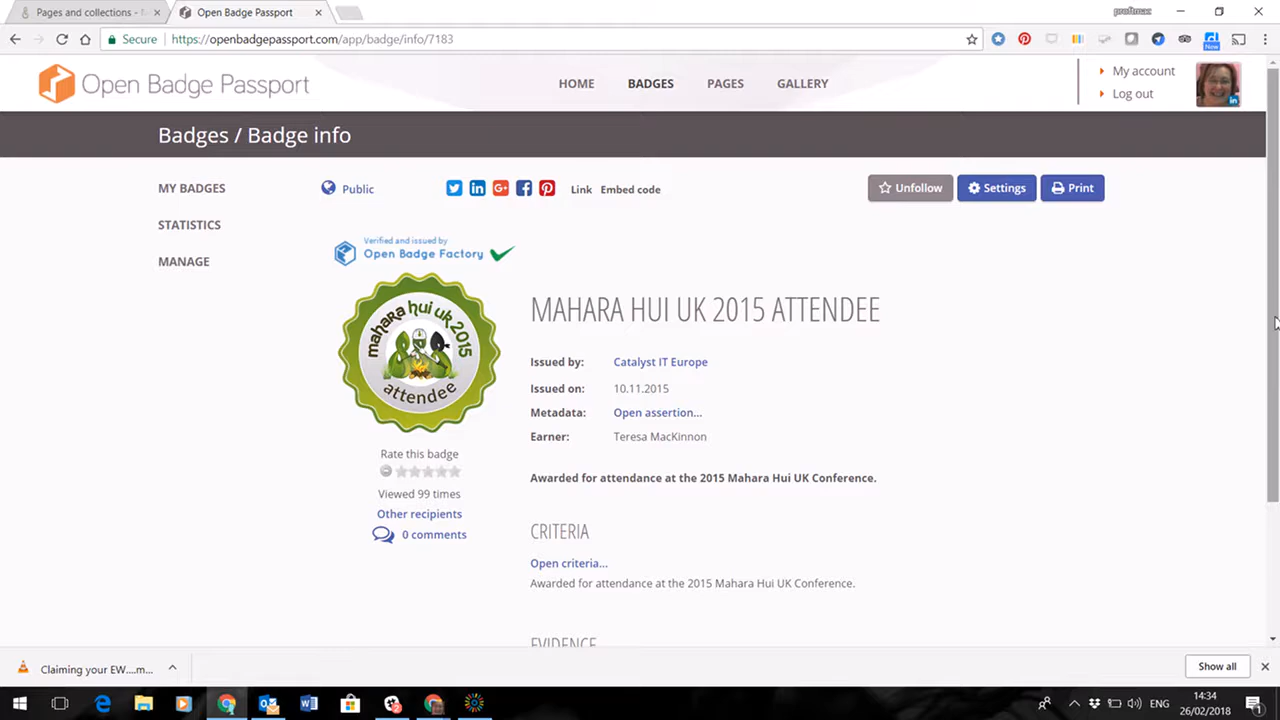 Pages and collections -
Open Badge Passport
proftmac
Secure https://openbadgepassport.com/app/badge/info/7183
Now
Open Badge Passport
HOME BADGES PAGES GALLERY
My account
Log out
in
Badges / Badge info
MY BADGES
STATISTICS
MANAGE
Public
Link Embed code
Unfollow Settings Print
Verified and issued by
Open Badge Factory
mahara hui uk 2015
attendee
Rate this badge
Viewed 99 times
Other recipients
0 comments
MAHARA HUI UK 2015 ATTENDEE
Issued by: Catalyst IT Europe
Issued on: 10.11.2015
Metadata: Open assertion...
Earner: Teresa MacKinnon
Awarded for attendance at the 2015 Mahara Hui UK Conference.
CRITERIA
Open criteria...
Awarded for attendance at the 2015 Mahara Hui UK Conference.
EVIDENCE
Claiming your EW....m...
Show all
ENG
14:34
26/02/2018